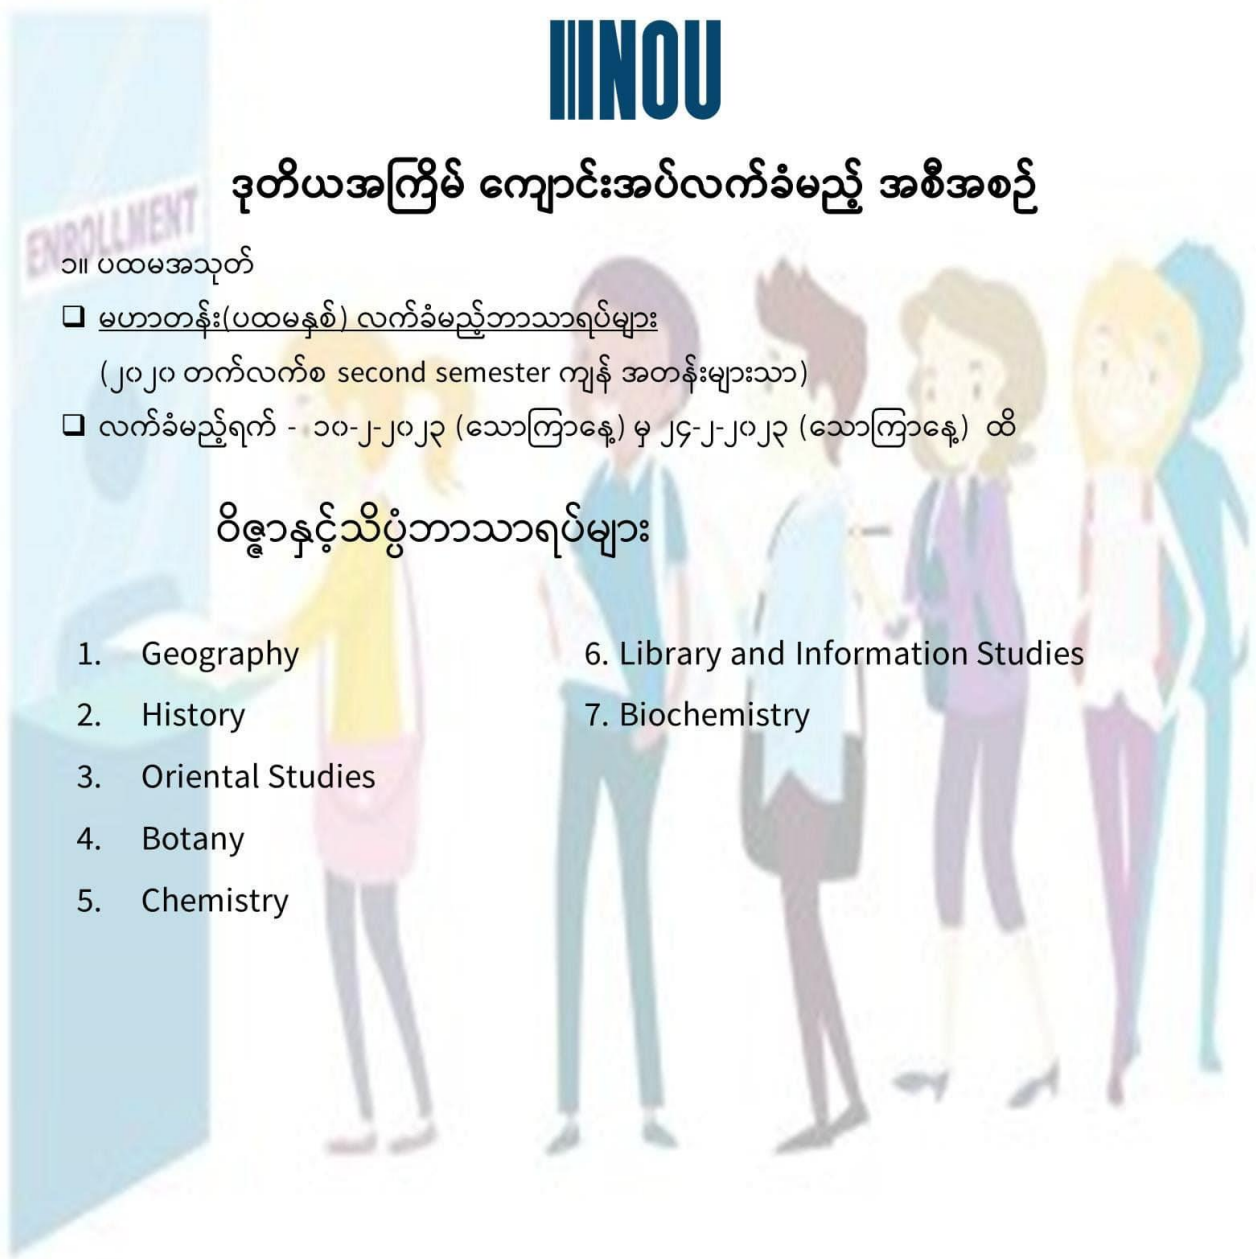 NOU
ဒုတိယအကြိမ် ကျောင်းအပ်လက်ခံမည့် အစီအစဉ်
ENROLLMENT
၁။ ပထမအသုတ်
❑ မဟာတန်း(ပထမနှစ်) လက်ခံမည့်ဘာသာရပ်များ
(၂၀၂၀ တက်လက်စ second semester ကျန် အတန်းများသာ)
❑ လက်ခံမည့်ရက် - ၁၀-၂-၂၀၂၃ (သောကြာနေ့) မှ ၂၄-၂-၂၀၂၃ (သောကြာနေ့) ထိ
ဝိဇ္ဇာနှင့်သိပ္ပံဘာသာရပ်များ
1. Geography
2. History
3. Oriental Studies
4. Botany
5. Chemistry
6. Library and Information Studies
7. Biochemistry